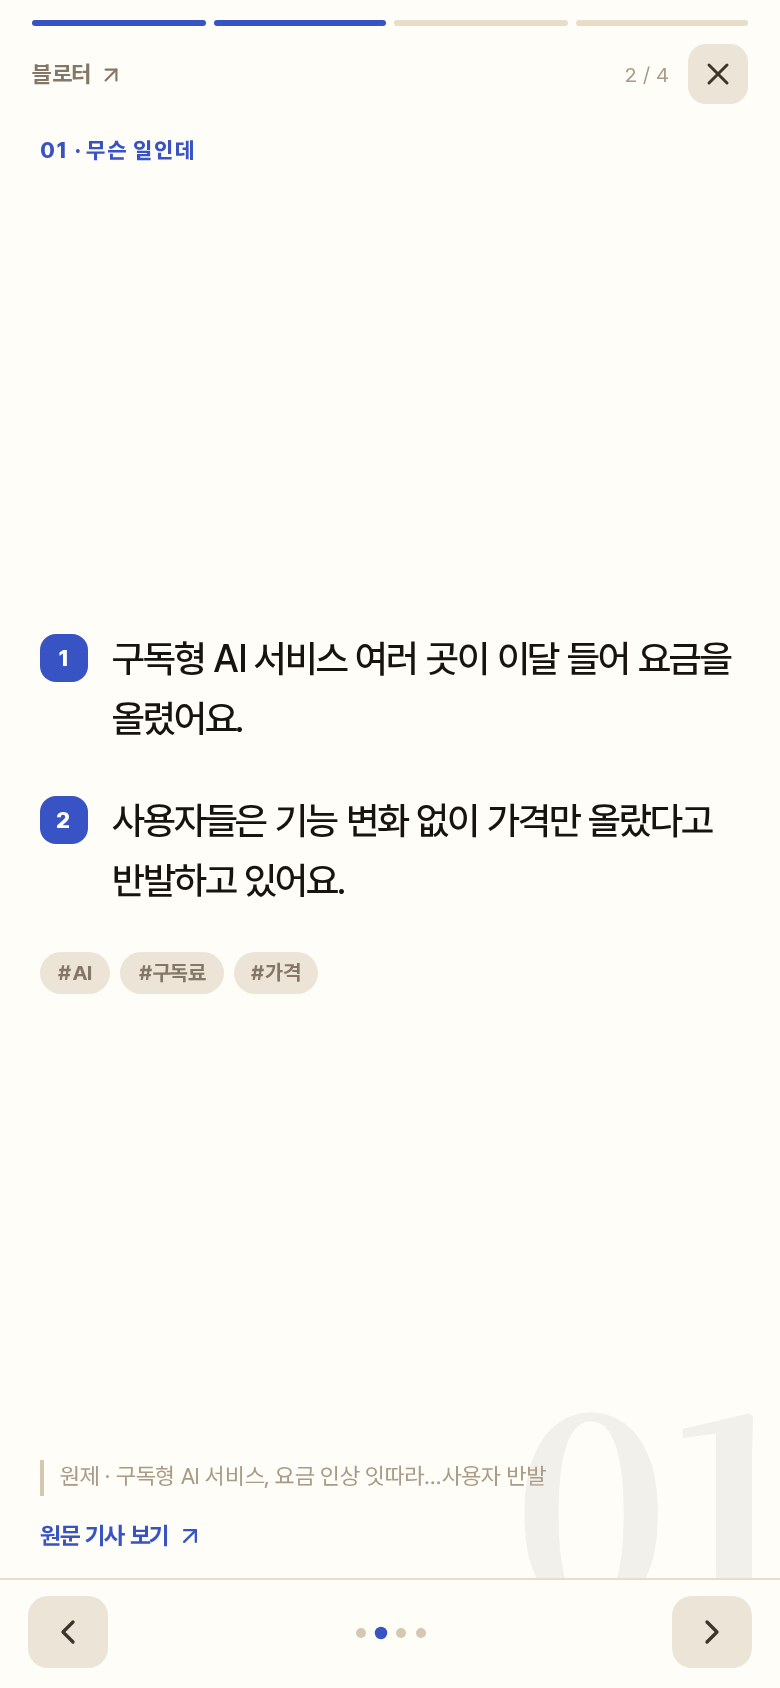 블로터
2 / 4
01 · 무슨 일인데
1 구독형 AI 서비스 여러 곳이 이달 들어 요금을
올렸어요.
2 사용자들은 기능 변화 없이 가격만 올랐다고
반발하고 있어요.
#AI #구독료 #가격
원제 · 구독형 AI 서비스, 요금 인상 잇따라…사용자 반발
원문 기사 보기
01